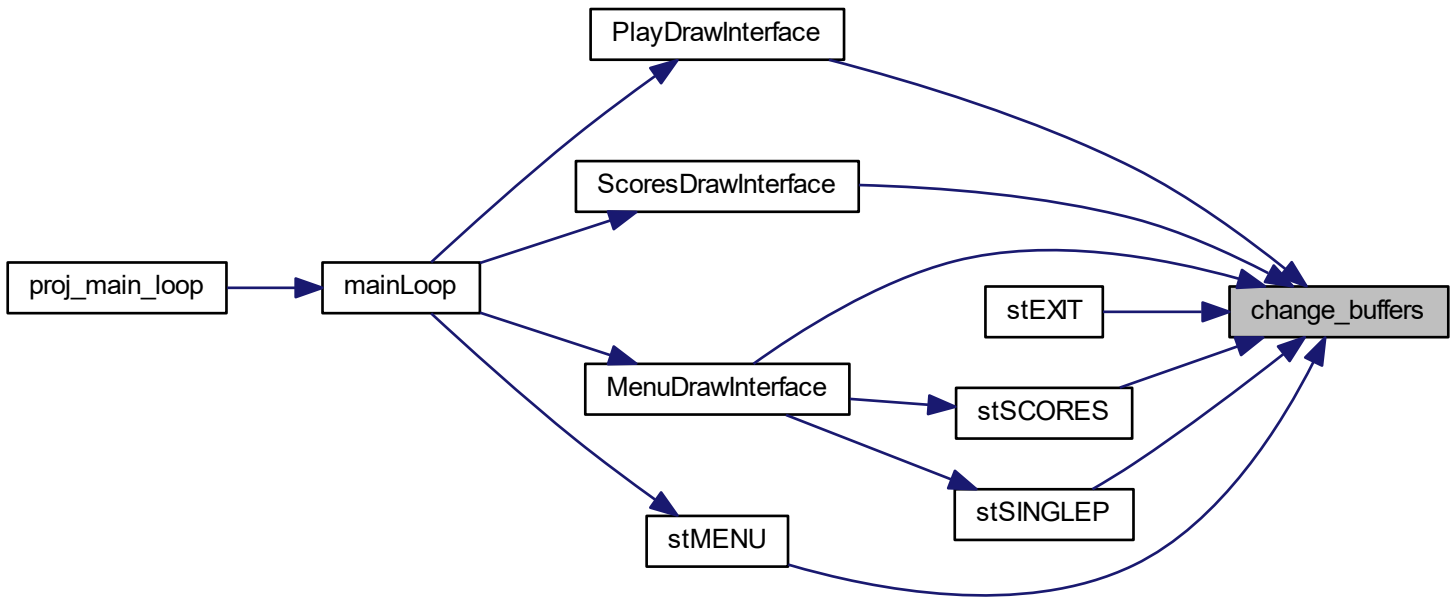 PlayDrawInterface
ScoresDrawInterface
proj_main_loop
mainLoop
stEXIT
change_buffers
MenuDrawInterface
stSCORES
stSINGLEP
stMENU